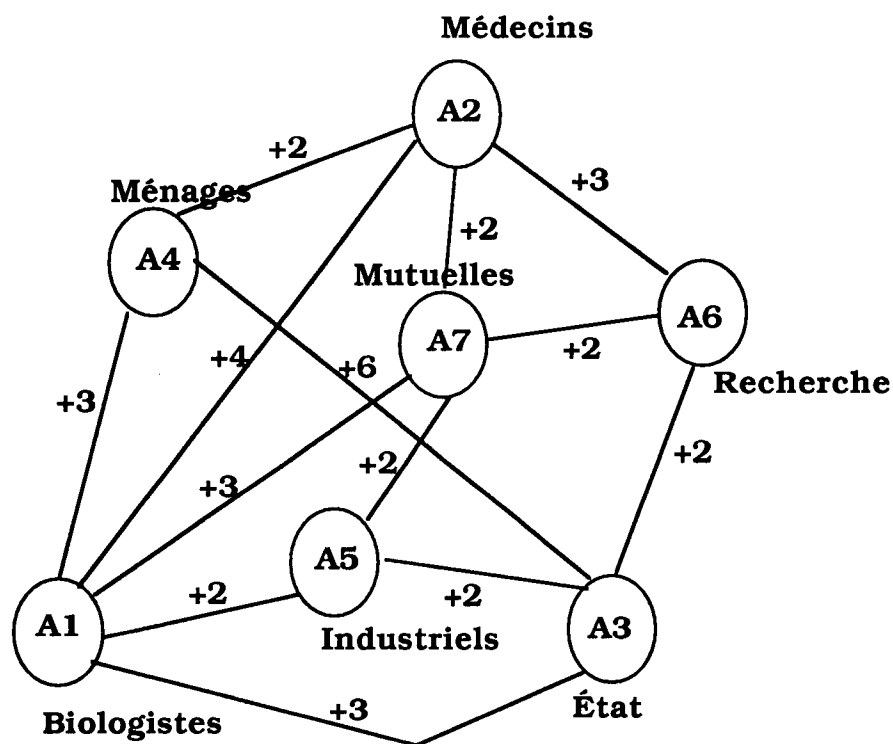 Médecins
A2
+2
+3
Ménages
+2
A4
Mutuelles
A6
A7
+4
+6
+2
Recherche
+3
+2
+2
+3
A5
+2
+2
A1
A3
Industriels
État
+3
Biologistes